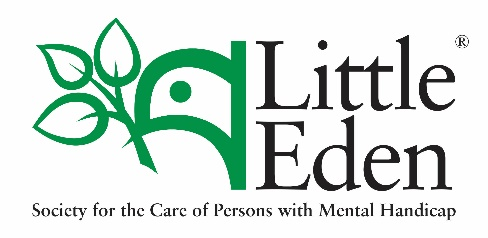 Little®
Eden
Society for the Care of Persons with Mental Handicap